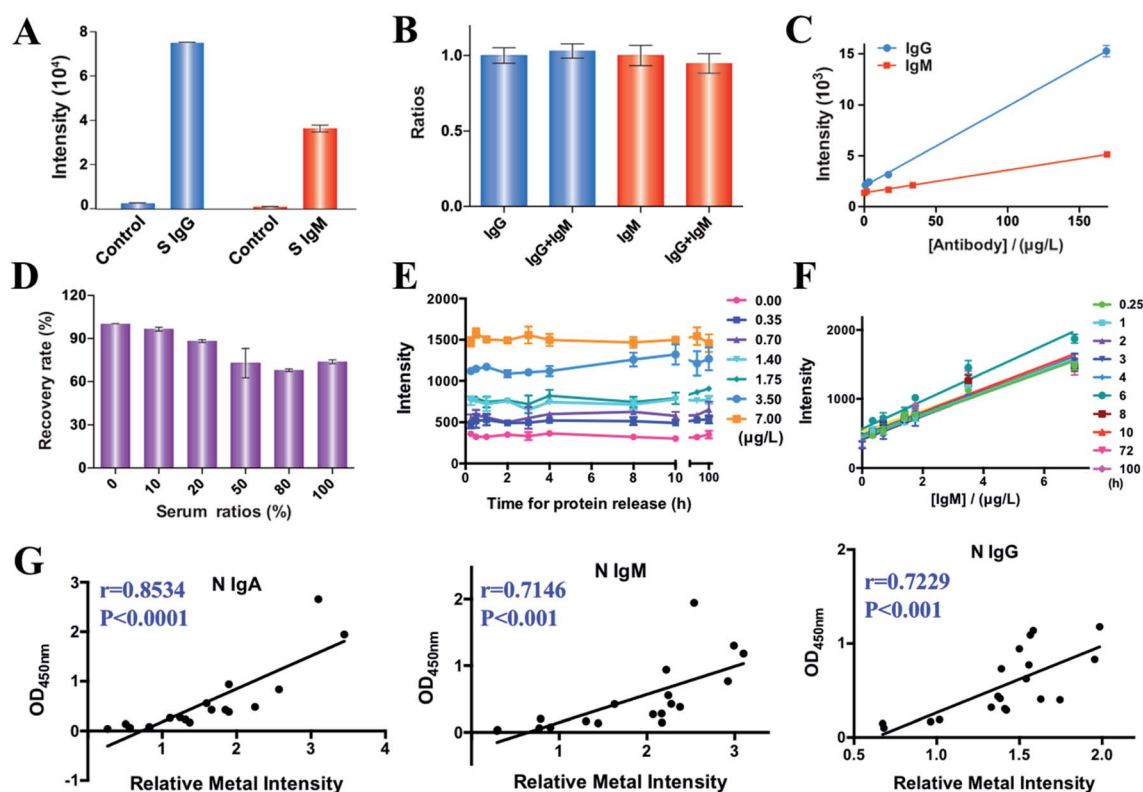 A
Intensity (10⁴)
8
4
0
Control
S IgG
Control
S IgM
B
Ratios
1.0
0.5
0.0
IgG
IgG+IgM
IgM
IgG+IgM
C
Intensity (10³)
15
10
5
0
IgG
IgM
0 50 100 150
[Antibody] / (µg/L)
D
Recovery rate (%)
120
90
60
30
0
0 10 20 50 80 100
Serum ratios (%)
E
Intensity
2000
1500
1000
500
0
0 2 4 6 8 10 100
Time for protein release (h)
0.00
0.35
0.70
1.40
1.75
3.50
7.00
(µg/L)
F
Intensity
2000
1000
0
0 2 4 6
[IgM] / (µg/L)
0.25
1
2
3
4
6
8
10
72
100
(h)
G
N IgA
r=0.8534
P<0.0001
OD450nm
3
2
1
0
-1
1 2 3 4
Relative Metal Intensity
N IgM
r=0.7146
P<0.001
OD450nm
2
1
0
1 2 3
Relative Metal Intensity
N IgG
r=0.7229
P<0.001
OD450nm
2
1
0
0.5 1.0 1.5 2.0
Relative Metal Intensity